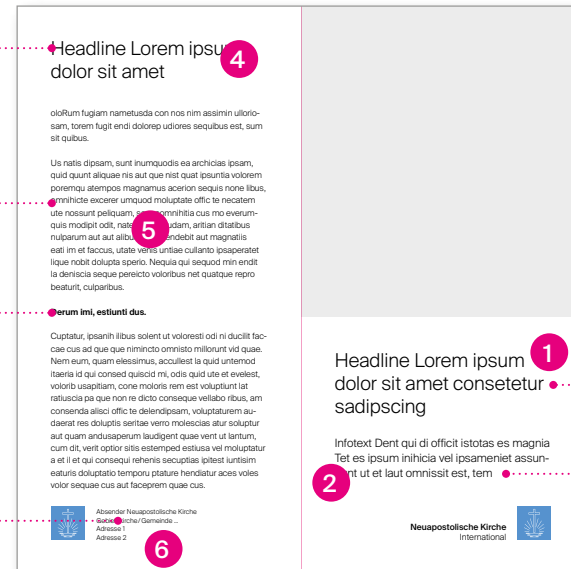 Headline Lorem ipsum
4
dolor sit amet
oloRum fugiam nametusda con nos nim assimin ullorio-
sam, torem fugit endi dolorep udiores sequibus est, sum
sit quibus.
Us natis dipsam, sunt inumquodis ea archicias ipsam,
quid quunt aliquae nis aut que nist quat ipsuntia volorem
poremqu atempos magnamus acerion sequis none libus,
omnihicte excerer umquod moluptate offic te necatem
ute nossunt peliquam, omnihitia cus mo everum-
quis modipit odit, aritian ditatibus
5
nulparum aut aut endebit aut magnatiis
eati im et faccus, utate venis untiae cullanto ipsaperatet
lique nobit dolupta sperio. Nequia qui sequod min endit
la deniscia seque pereicto voloribus net quatque repro
beaturit, culparibus.
Derum imi, estiunti dus.
Cuptatur, ipsanih ilibus solent ut voloresti odi ni ducilit fac-
cae cus ad que que nimincto omnisto millorunt vid quae.
Nem eum, quam elessimus, accullest la quid untemod
itaeria id qui consed quiscid mi, odis quid ute et evelest,
volorib usapitiam, cone moloris rem est voluptiunt lat
ratiuscia pa que non re dicto conseque vellabo ribus, am
consenda alisci offic te delendipsam, voluptaturem au-
daerat res doluptis seritae verro molescias atur soluptur
aut quam andusaperum laudigent quae vent ut lantum,
cum dit, verit optior sitis estemped estiusa vel moluptatur
a et il et qui consequi rehenis secuptias ipitest iuntisim
eaturis doluptatio temporu ptature hendiatur aces voles
volor sequae cus aut faceprem quae cus.
Absender Neuapostolische Kirche
Gebietskirche/Gemeinde ...
Adresse 1
Adresse 2
6
Headline Lorem ipsum
1
dolor sit amet consetetur
sadipscing
Infotext Dent qui di officit istotas es magnia
Tet es ipsum inihicia vel ipsameniet assun-
ut et laut omnissit est, tem
2
Neuapostolische Kirche
International